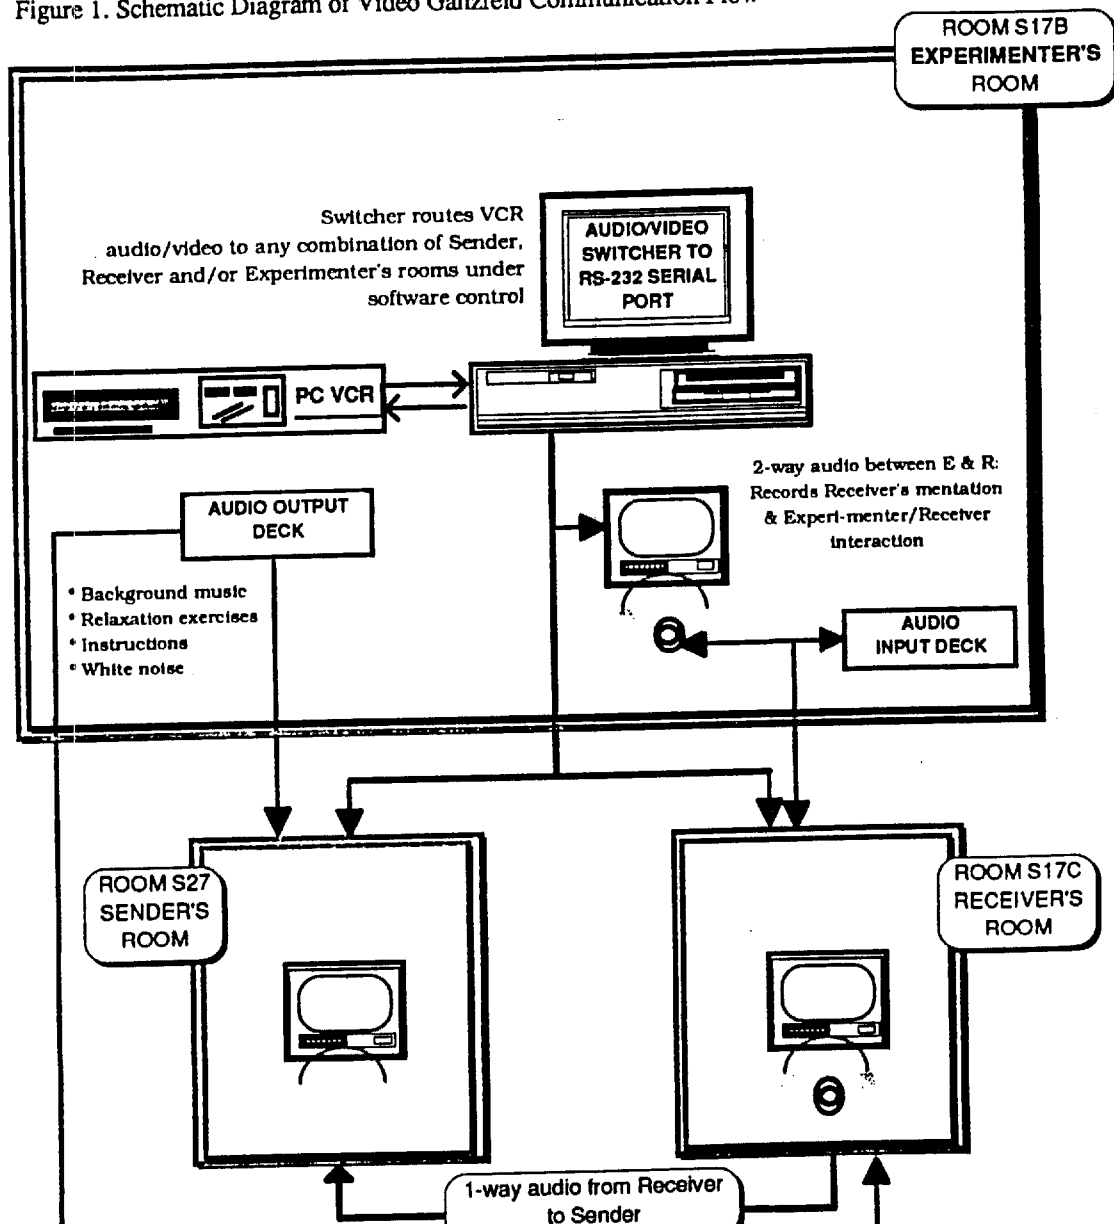 Figure 1. Schematic Diagram of Video Ganzfeld Communication Flow
ROOM S17B
EXPERIMENTER'S
ROOM
Switcher routes VCR
audio/video to any combination of Sender,
Receiver and/or Experimenter's rooms under
software control
AUDIO/VIDEO
SWITCHER TO
RS-232 SERIAL
PORT
PC VCR
2-way audio between E & R:
Records Receiver's mentation
& Experi-menter/Receiver
interaction
AUDIO OUTPUT
DECK
* Background music
* Relaxation exercises
* Instructions
* White noise
AUDIO
INPUT DECK
ROOM S27
SENDER'S
ROOM
ROOM S17C
RECEIVER'S
ROOM
1-way audio from Receiver
to Sender